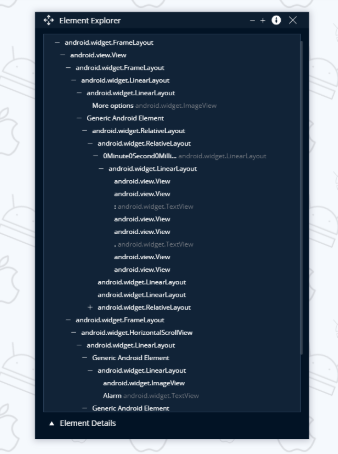 Element Explorer
android.widget.FrameLayout
android.view.View
android.widget.FrameLayout
android.widget.LinearLayout
android.widget.LinearLayout
More options android.widget.ImageView
Generic Android Element
android.widget.RelativeLayout
android.widget.RelativeLayout
0Minute0Second0Milli... android.widget.LinearLayout
android.widget.LinearLayout
android.view.View
android.view.View
: android.widget.TextView
android.view.View
android.view.View
. android.widget.TextView
android.view.View
android.view.View
android.widget.LinearLayout
android.widget.LinearLayout
+ android.widget.RelativeLayout
android.widget.FrameLayout
android.widget.HorizontalScrollView
android.widget.LinearLayout
Generic Android Element
android.widget.LinearLayout
android.widget.ImageView
Alarm android.widget.TextView
Generic Android Element
Element Details